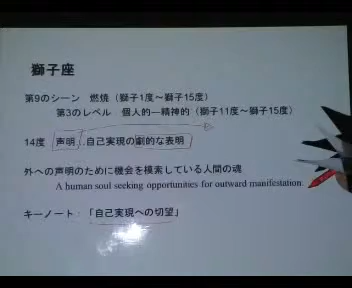 獅子座
第9のシーン 燃焼(獅子1度~獅子15度)
第3のレベル 個人的―精神的(獅子11度~獅子15度)
14度 声明 自己実現の劇的な表明
外への声明のために機会を模索している人間の魂
A human soul seeking opportunities for outward manifestation
キーノート:「自己実現への切望」